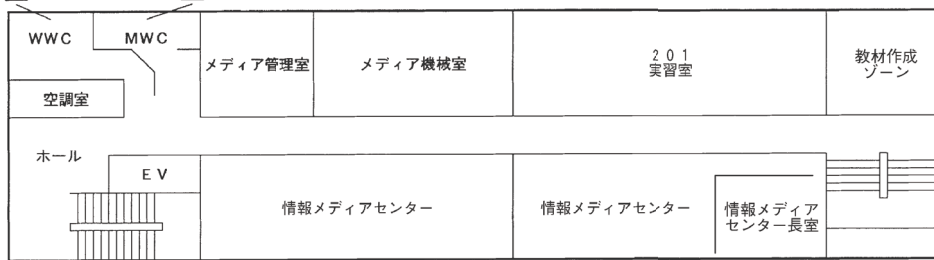 WWC
MWC
メディア管理室
メディア機械室
201
実習室
教材作成
ゾーン
空調室
ホール
EV
情報メディアセンター
情報メディアセンター
情報メディア
センター長室